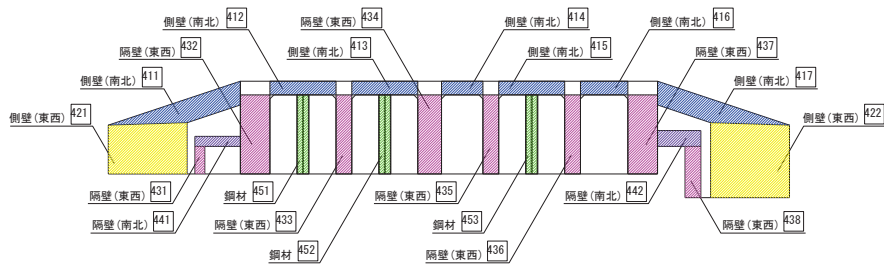 側壁(南北) 412
隔壁(東西) 434
側壁(南北) 414
側壁(南北) 416
隔壁(東西) 432
側壁(南北) 413
側壁(南北) 415
隔壁(東西) 437
側壁(南北) 411
側壁(南北) 417
側壁(東西) 421
側壁(東西) 422
隔壁(東西) 431
鋼材 451
隔壁(東西) 435
隔壁(南北) 442
隔壁(南北) 441
隔壁(東西) 433
鋼材 453
隔壁(東西) 438
鋼材 452
隔壁(東西) 436